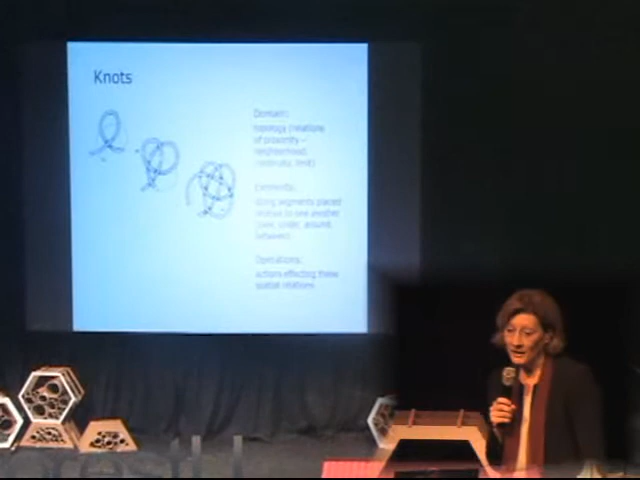 Knots
Domain:
topology (relations
of proximity –
neighborhood,
limit)
Elements:
string segments placed
relative to one another
(over, under, around,
between)
Operations:
actions effecting these
spatial relations